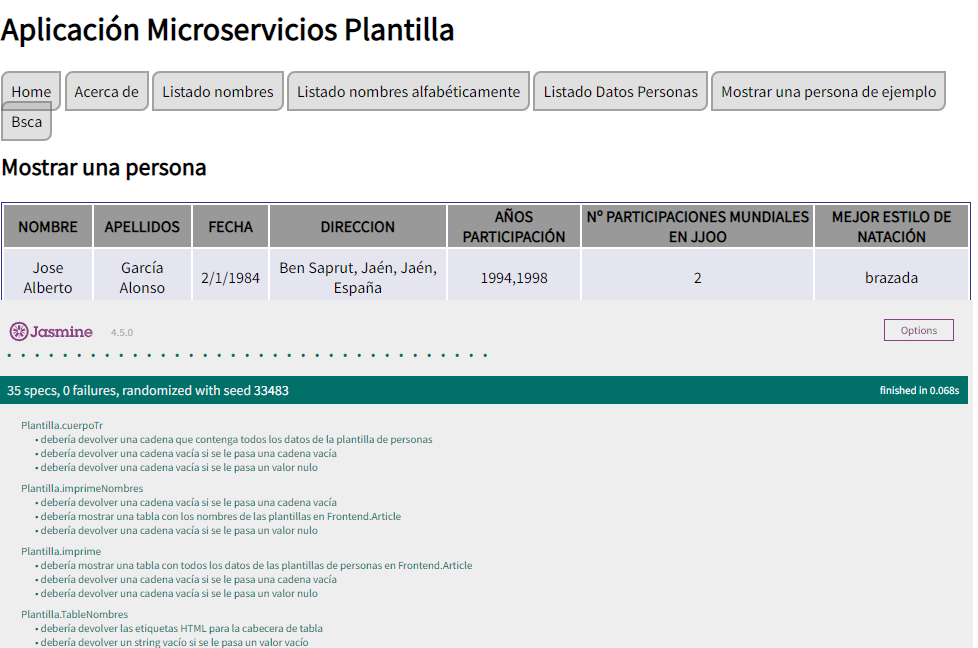 Aplicación Microservicios Plantilla
Home Acerca de Listado nombres Listado nombres alfabéticamente Listado Datos Personas Mostrar una persona de ejemplo
Bsca
Mostrar una persona
NOMBRE APELLIDOS FECHA DIRECCION AÑOS PARTICIPACIÓN Nº PARTICIPACIONES MUNDIALES EN JJOO MEJOR ESTILO DE NATACIÓN
Jose Alberto García Alonso 2/1/1984 Ben Saprut, Jaén, Jaén, España 1994,1998 2 brazada
Jasmine 4.5.0 Options
35 specs, 0 failures, randomized with seed 33483 finished in 0.068s
Plantilla.cuerpoTr
• debería devolver una cadena que contenga todos los datos de la plantilla de personas
• debería devolver una cadena vacía si se le pasa una cadena vacía
• debería devolver una cadena vacía si se le pasa un valor nulo
Plantilla.imprimeNombres
• debería devolver una cadena vacía si se le pasa una cadena vacía
• debería mostrar una tabla con los nombres de las plantillas en Frontend.Article
• debería devolver una cadena vacía si se le pasa un valor nulo
Plantilla.imprime
• debería mostrar una tabla con todos los datos de las plantillas de personas en Frontend.Article
• debería devolver una cadena vacía si se le pasa una cadena vacía
• debería devolver una cadena vacía si se le pasa un valor nulo
Plantilla.TableNombres
• debería devolver las etiquetas HTML para la cabecera de tabla
• debería devolver un string vacío si se le pasa un valor vacío